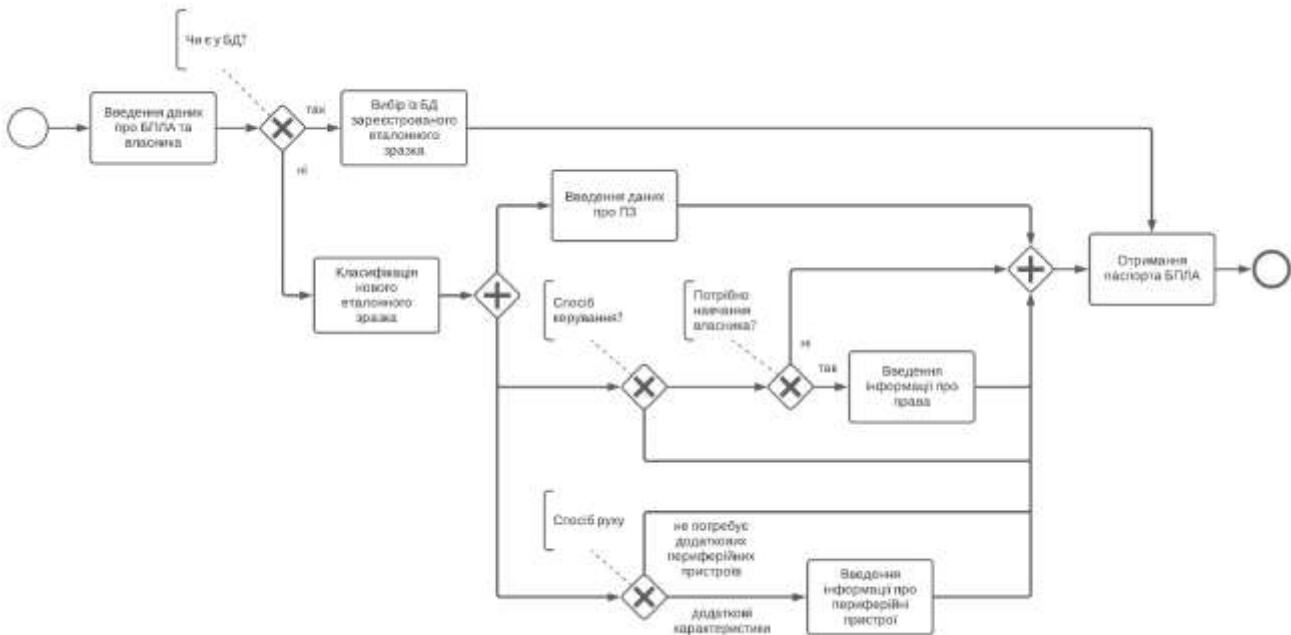 Чи є у БД?
Введення даних
про БПЛА та
власника
так
Вибір із БД
зареєстрованого
еталонного
зразка
ні
Введення даних
про ПЗ
Класифікація
нового
еталонного
зразка
Спосіб
керування?
Потрібно
навчання
власника?
Отримання
паспорта БПЛА
ні
так
Введення
інформації про
права
Спосіб руху
не потребує
додаткових
периферійних
пристроїв
Введення
інформації про
периферійні
пристрої
додаткові
характеристики